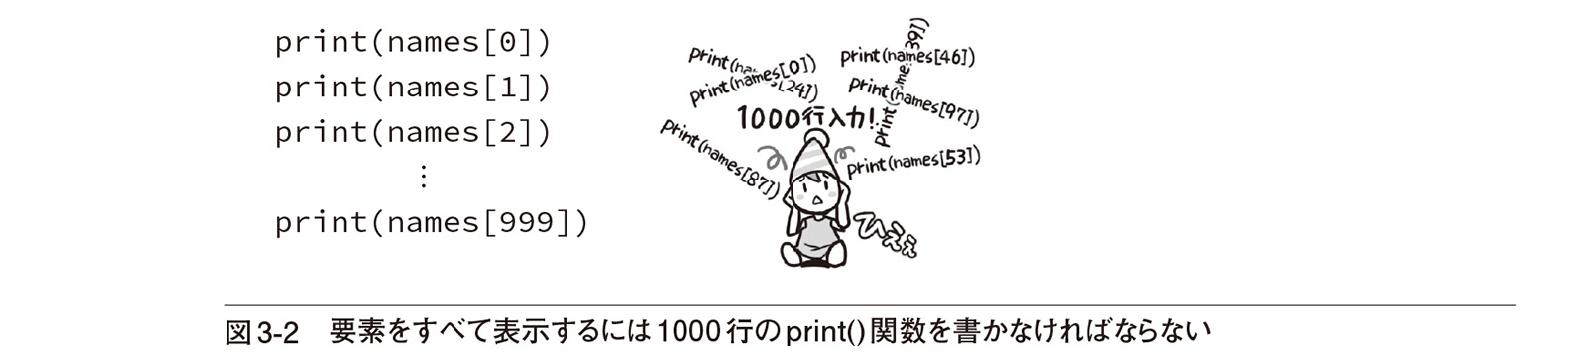 print(names[0])
print(names[1])
print(names[2])
⋮
print(names[999])
print(names[24])
print(names[0])
print(names[39])
print(names[46])
print(names[97])
1000行入力!
print(names[87])
print(names[53])
ひえぇ
図3-2 要素をすべて表示するには1000行のprint()関数を書かなければならない